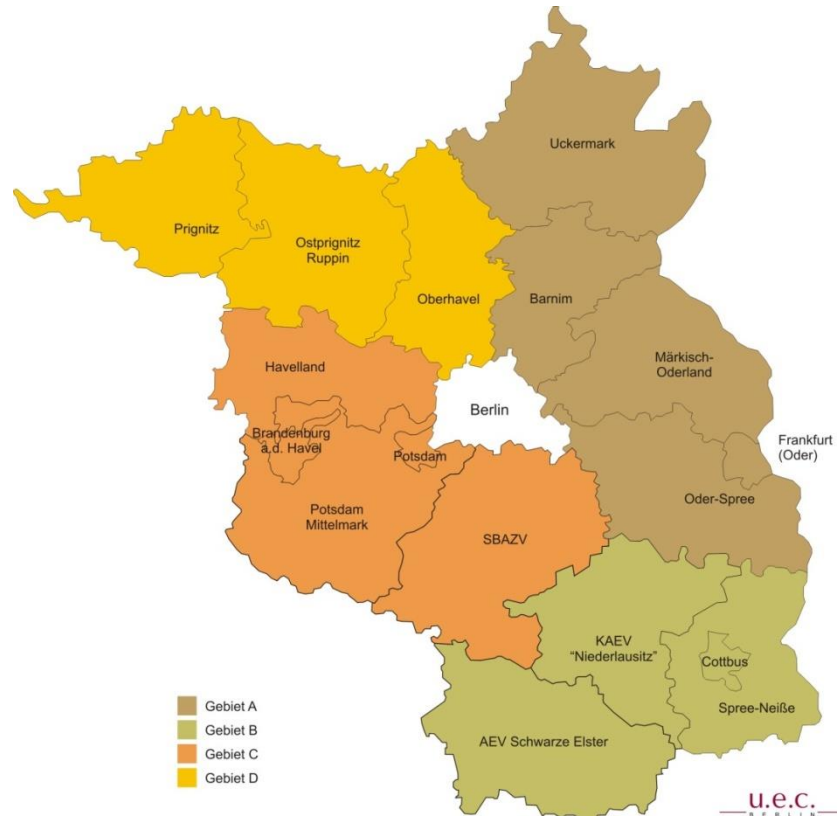 Uckermark
Prignitz
Ostprignitz
Ruppin
Oberhavel
Barnim
Havelland
Märkisch-
Oderland
Berlin
Brandenburg
a.d. Havel
Potsdam
Frankfurt
(Oder)
Oder-Spree
Potsdam
Mittelmark
SBAZV
KAEV
"Niederlausitz"
Cottbus
Spree-Neiße
AEV Schwarze Elster
Gebiet A
Gebiet B
Gebiet C
Gebiet D
u.e.c.
BERLIN